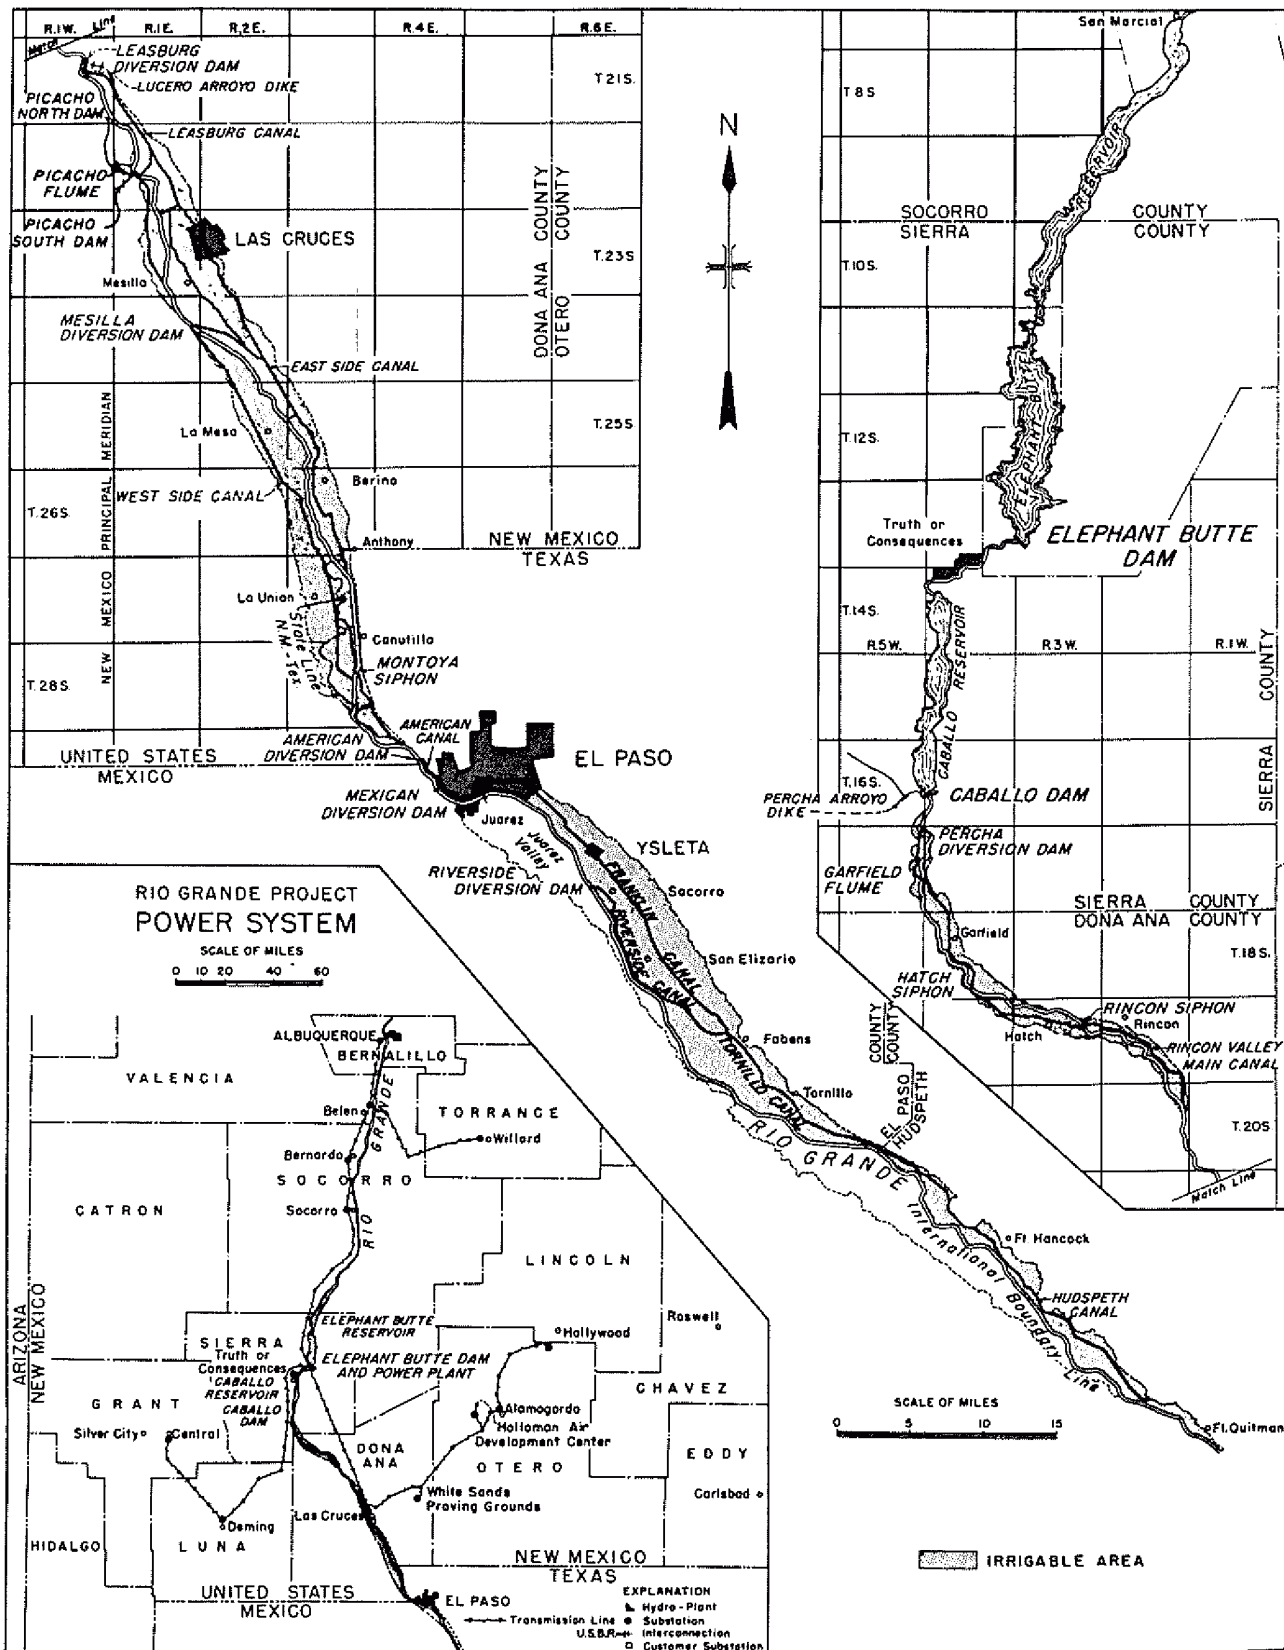 R.1W.
Match Line
R.1E.
R.2E.
R.4E.
R.6E.
LEASBURG
DIVERSION DAM
LUCERO ARROYO DIKE
PICACHO
NORTH DAM
LEASBURG CANAL
PICACHO
FLUME
PICACHO
SOUTH DAM
LAS CRUCES
Mesilla
MESILLA
DIVERSION DAM
EAST SIDE CANAL
La Mesa
Berino
WEST SIDE CANAL
Anthony
NEW MEXICO
TEXAS
La Union
State Line
N.M.-Tex.
Canutillo
MONTOYA
SIPHON
NEW MEXICO PRINCIPAL MERIDIAN
T.21S.
T.23S
T.25S
T.26S.
T.28S.
DONA ANA COUNTY
OTERO COUNTY
UNITED STATES
MEXICO
AMERICAN
DIVERSION DAM
AMERICAN
CANAL
EL PASO
MEXICAN
DIVERSION DAM
Juarez
Juarez
Valley
YSLETA
RIVERSIDE
DIVERSION DAM
Socorro
FRANKLIN CANAL
RIVERSIDE CANAL
San Elizario
TORNILLO CANAL
Fabens
Tornillo
EL PASO COUNTY
HUDSPETH COUNTY
RIO GRANDE
International Boundary Line
Ft. Hancock
HUDSPETH
CANAL
Ft. Quitman
SCALE OF MILES
0 5 10 15
IRRIGABLE AREA
N
San Marcial
T.8S
RESERVOIR
SOCORRO COUNTY
SIERRA COUNTY
T.10S.
ELEPHANT BUTTE
T.12S.
Truth or
Consequences
ELEPHANT BUTTE
DAM
T.14S.
R.5W.
R.3W.
R.1W.
CABALLO RESERVOIR
SIERRA COUNTY
T.16S.
PERCHA ARROYO
DIKE
CABALLO DAM
PERCHA
DIVERSION DAM
GARFIELD
FLUME
SIERRA COUNTY
DONA ANA COUNTY
Garfield
T.18S.
HATCH
SIPHON
RINCON SIPHON
Rincon
Hatch
RINCON VALLEY
MAIN CANAL
T.20S.
Match Line
RIO GRANDE PROJECT
POWER SYSTEM
SCALE OF MILES
0 10 20 40 60
ALBUQUERQUE
BERNALILLO
VALENCIA
Belen
TORRANCE
Willard
Bernardo
SOCORRO
CATRON
Socorro
RIO GRANDE
LINCOLN
ARIZONA
NEW MEXICO
SIERRA
ELEPHANT BUTTE
RESERVOIR
Hollywood
Roswell
Truth or
Consequences
ELEPHANT BUTTE DAM
AND POWER PLANT
CABALLO
RESERVOIR
CABALLO
DAM
GRANT
CHAVEZ
Silver City
Central
Alamogordo
Holloman Air
Development Center
DONA
ANA
OTERO
EDDY
White Sands
Proving Grounds
Carlsbad
Las Cruces
Deming
HIDALGO
LUNA
NEW MEXICO
TEXAS
UNITED STATES
MEXICO
EL PASO
EXPLANATION
Hydro-Plant
Transmission Line
Substation
U.S.B.R.
Interconnection
Customer Substation